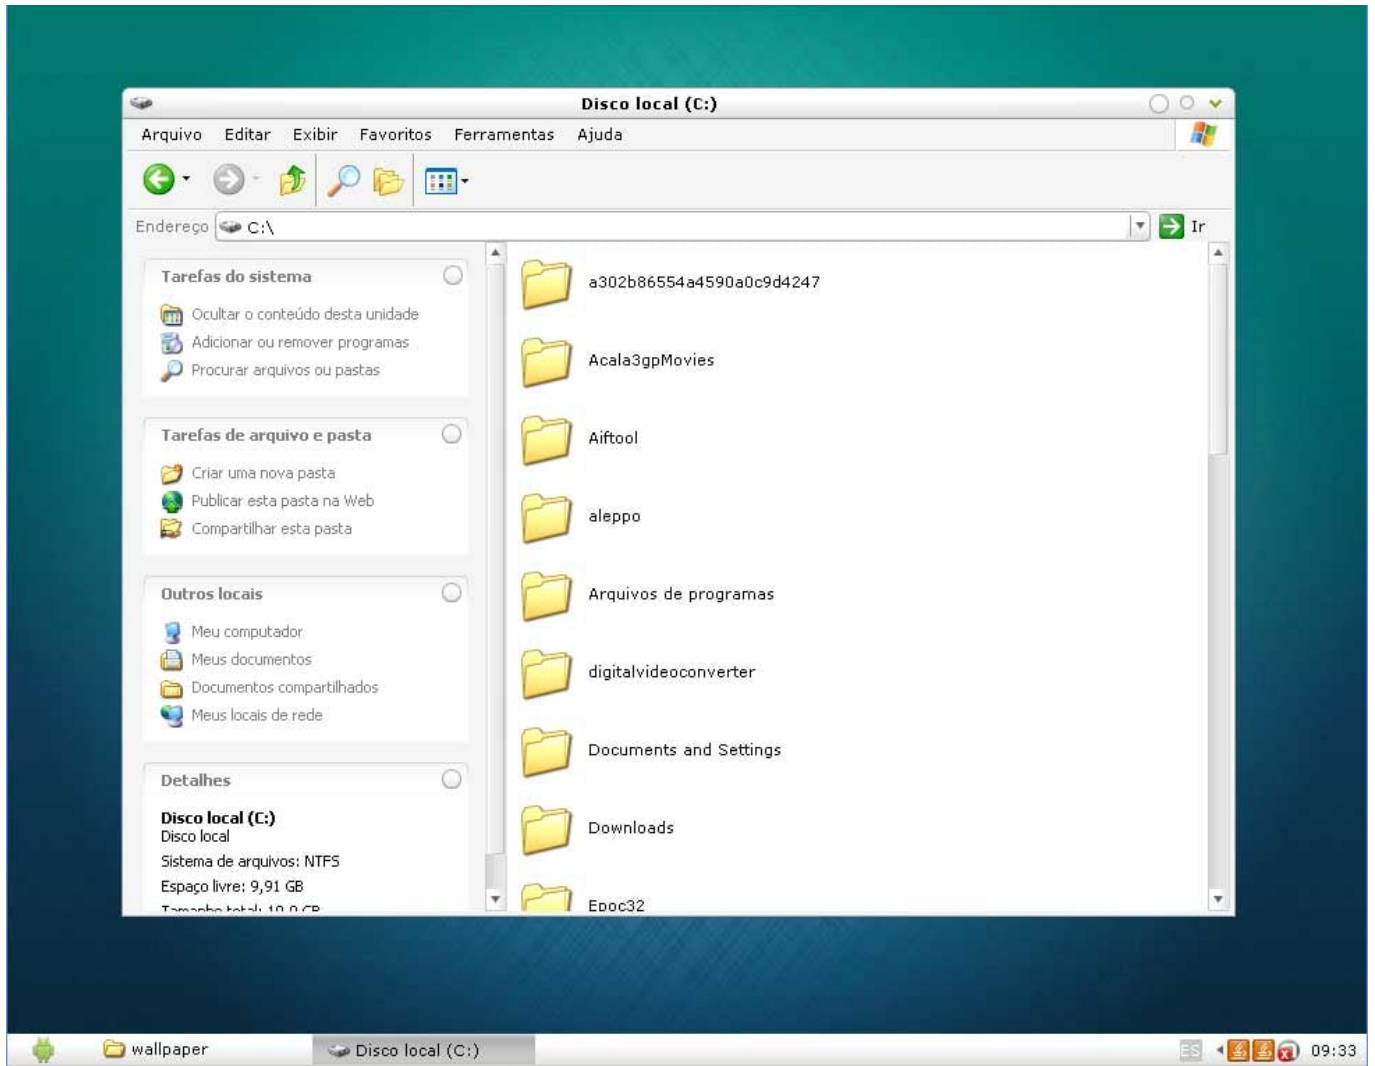 Disco local (C:)
Arquivo Editar Exibir Favoritos Ferramentas Ajuda
Endereço C:\ Ir
Tarefas do sistema
Ocultar o conteúdo desta unidade
Adicionar ou remover programas
Procurar arquivos ou pastas
Tarefas de arquivo e pasta
Criar uma nova pasta
Publicar esta pasta na Web
Compartilhar esta pasta
Outros locais
Meu computador
Meus documentos
Documentos compartilhados
Meus locais de rede
Detalhes
Disco local (C:)
Disco local
Sistema de arquivos: NTFS
Espaço livre: 9,91 GB
Tamanho total:
a302b86554a4590a0c9d4247
Acala3gpMovies
Aiftool
aleppo
Arquivos de programas
digitalvideoconverter
Documents and Settings
Downloads
Epoc32
wallpaper Disco local (C:) ES 09:33